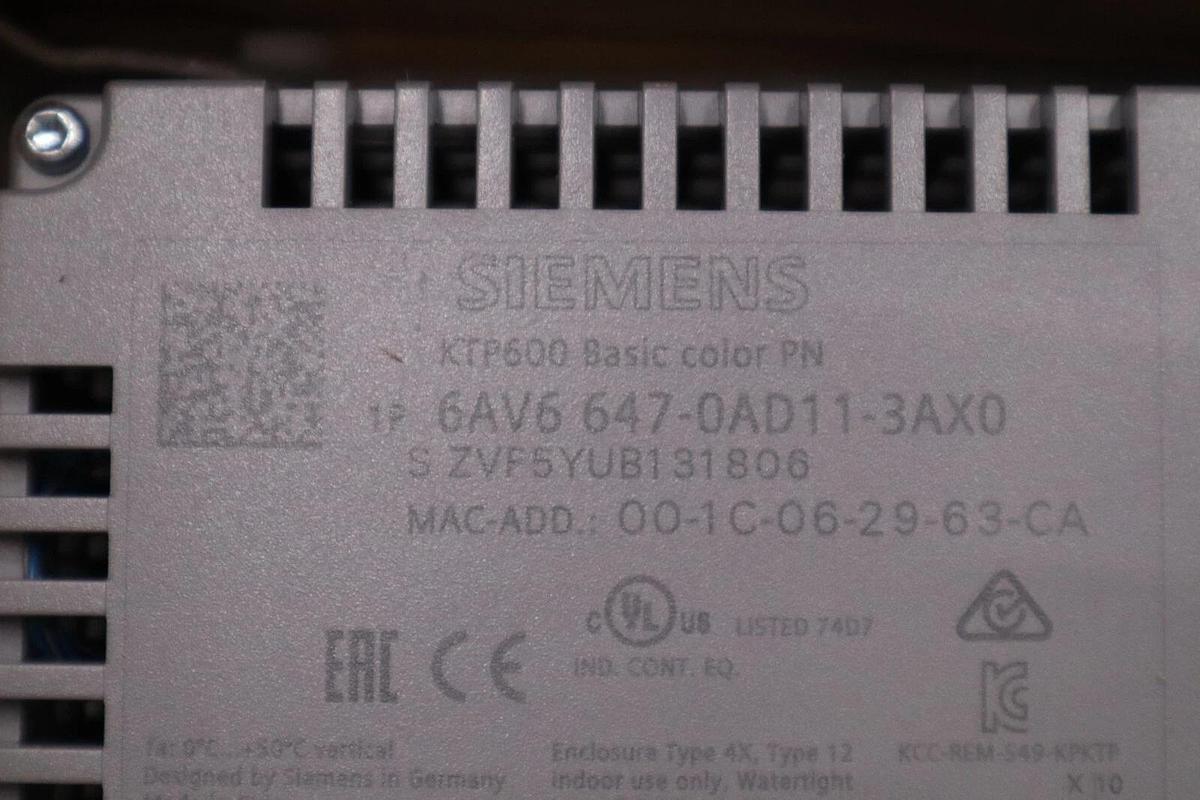 SIEMENS
KTP600 Basic color PN
1P 6AV6 647-0AD11-3AX0
S ZVF5YUB131806
MAC-ADD.: 00-1C-06-29-63-CA
C UL US LISTED 74D7
IND. CONT. EQ.
EAC CE
Ta: 0°C...+50°C vertical
Designed by Siemens in Germany
Enclosure Type 4X, Type 12
indoor use only, Watertight
KCC-REM-S49-KPKTP
X 10